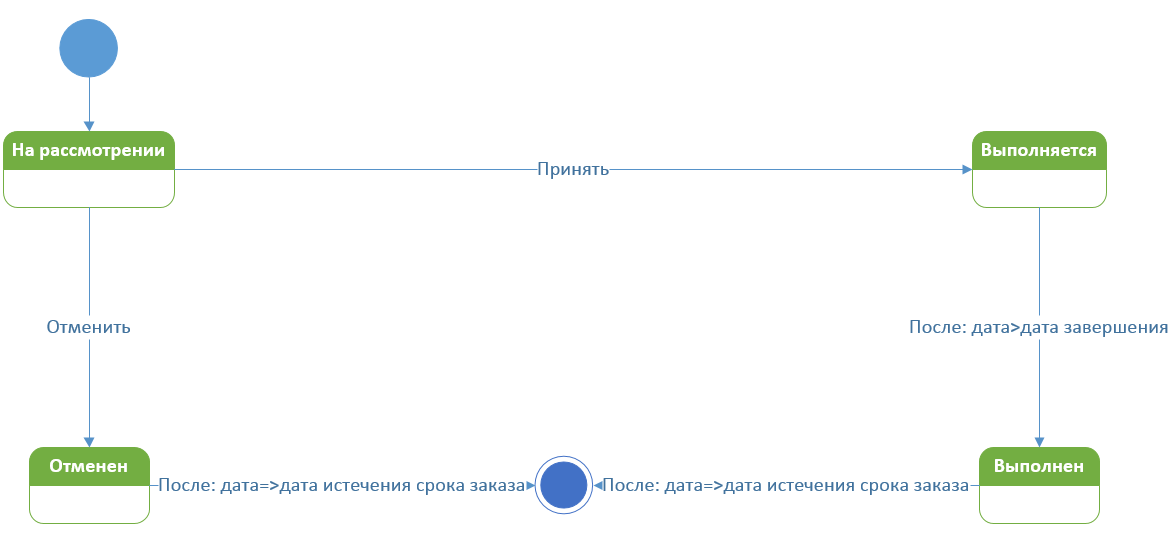 На рассмотрении
Принять
Выполняется
Отменить
После: дата>дата завершения
Отменен
После: дата=>дата истечения срока заказа
После: дата=>дата истечения срока заказа
Выполнен